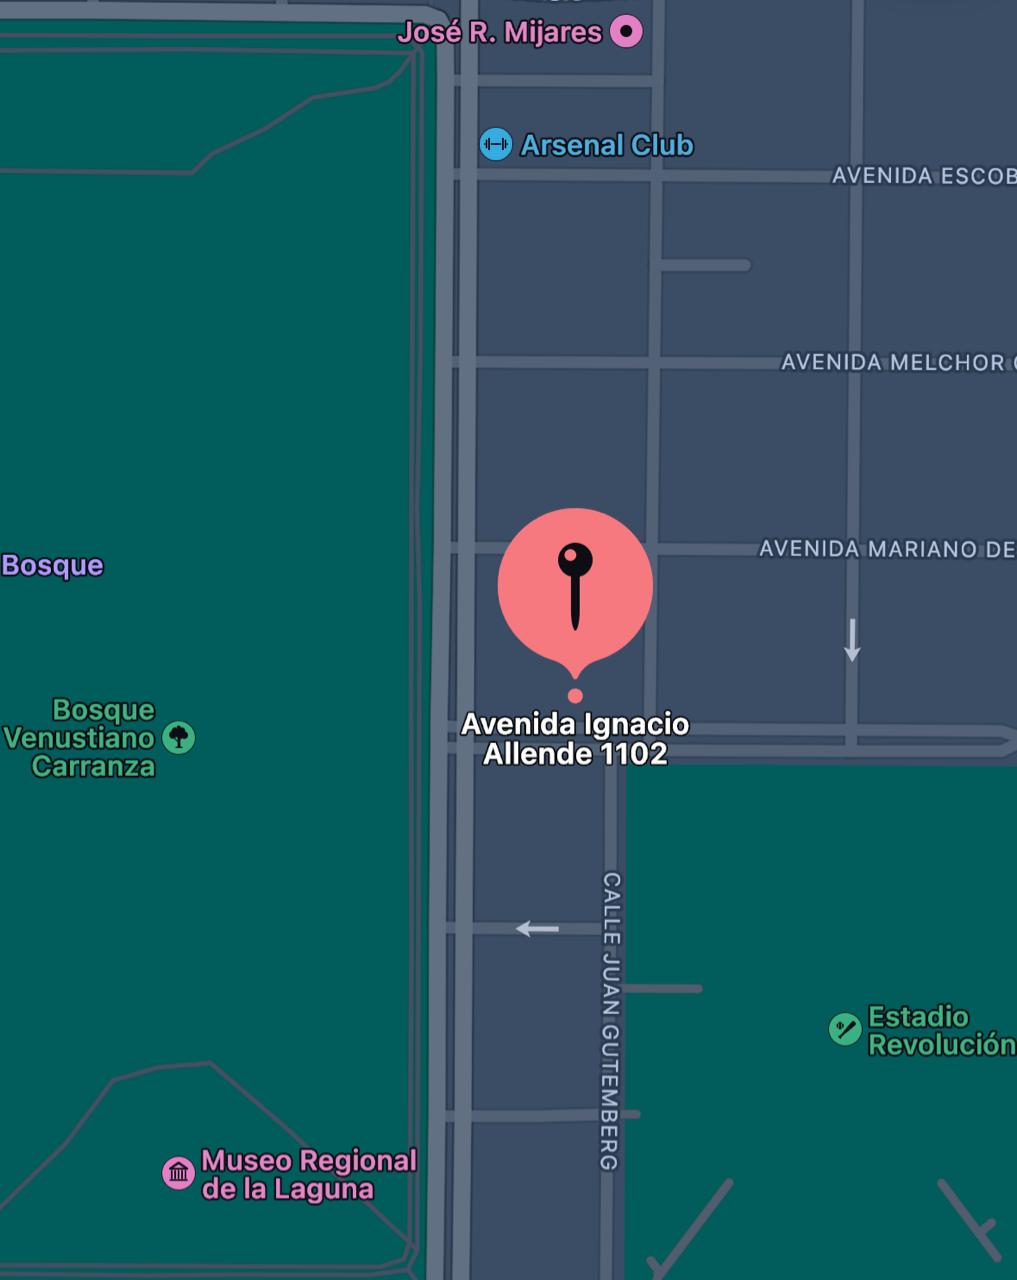 José R. Mijares
Arsenal Club
AVENIDA ESCOB
AVENIDA MELCHOR
AVENIDA MARIANO DE
Bosque
Bosque
Venustiano
Carranza
Avenida Ignacio
Allende 1102
CALLE JUAN GUTEMBERG
Estadio
Revolución
Museo Regional
de la Laguna